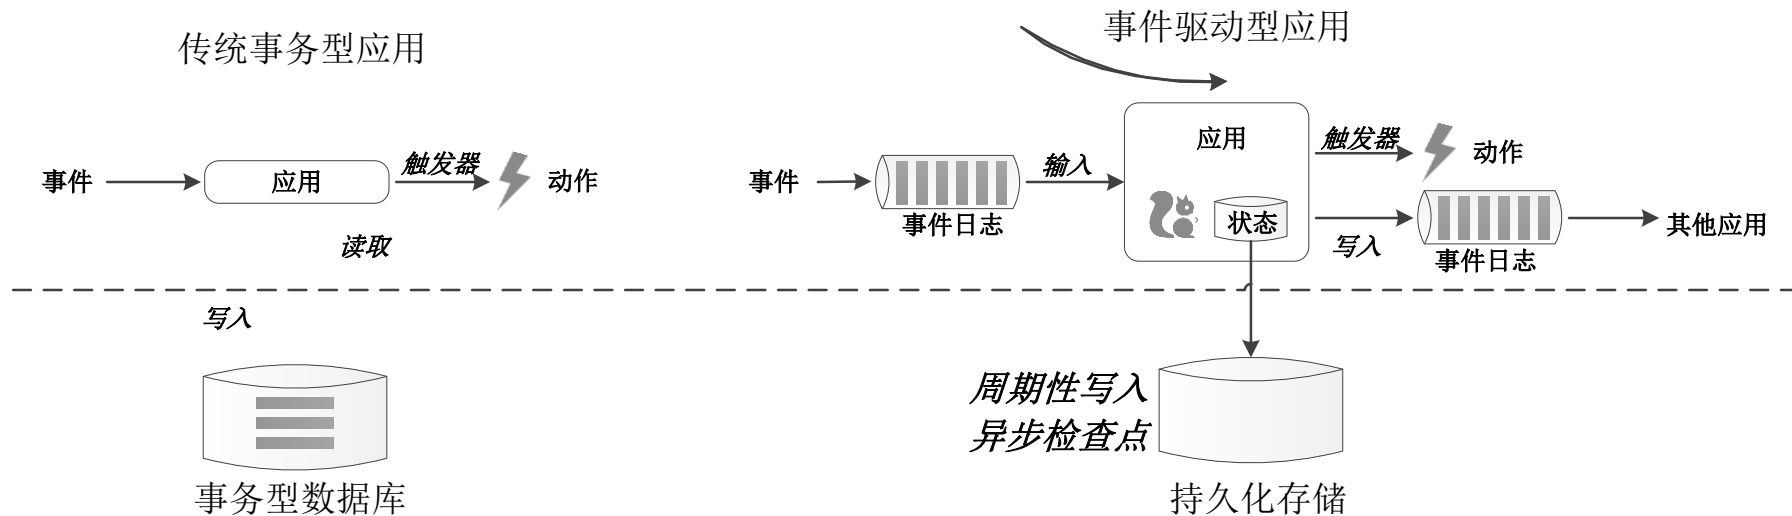 传统事务型应用
事件
应用
触发器
动作
读取
写入
事务型数据库
事件驱动型应用
事件
事件日志
输入
应用
状态
触发器
动作
写入
事件日志
其他应用
周期性写入
异步检查点
持久化存储